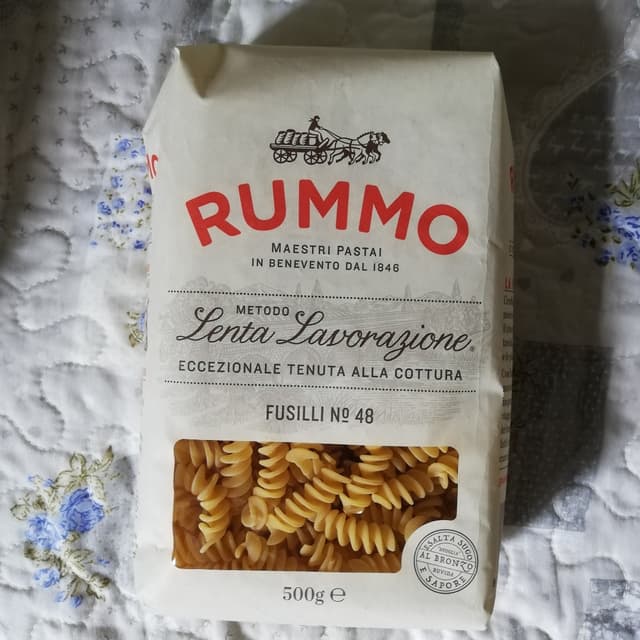 RUMMO
MAESTRI PASTAI
IN BENEVENTO DAL 1846
METODO
Lenta Lavorazione®
ECCEZIONALE TENUTA ALLA COTTURA
FUSILLI Nº 48
ESALTA SUGO
AL BRONZO
RUVIDA
E SAPORE
500g ℮